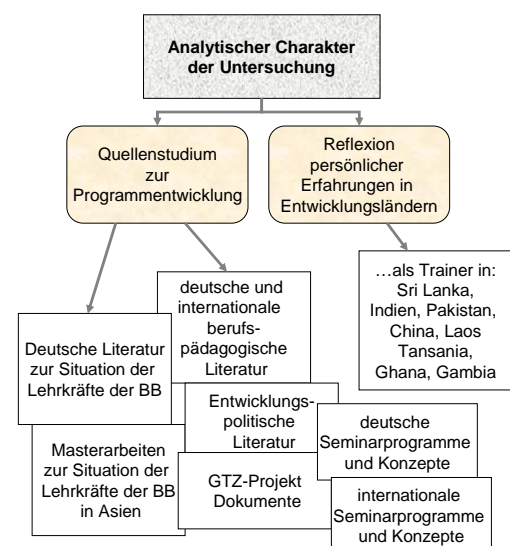 Analytischer Charakter
der Untersuchung
Quellenstudium
zur
Programmentwicklung
Reflexion
persönlicher
Erfahrungen in
Entwicklungsländern
…als Trainer in:
Sri Lanka,
Indien, Pakistan,
China, Laos
Tansania,
Ghana, Gambia
deutsche und
internationale
berufs-
pädagogische
Literatur
Deutsche Literatur
zur Situation der
Lehrkräfte der BB
Entwicklungs-
politische
Literatur
deutsche
Seminarprogramme
und Konzepte
Masterarbeiten
zur Situation der
Lehrkräfte der BB
in Asien
GTZ-Projekt
Dokumente
internationale
Seminarprogramme
und Konzepte